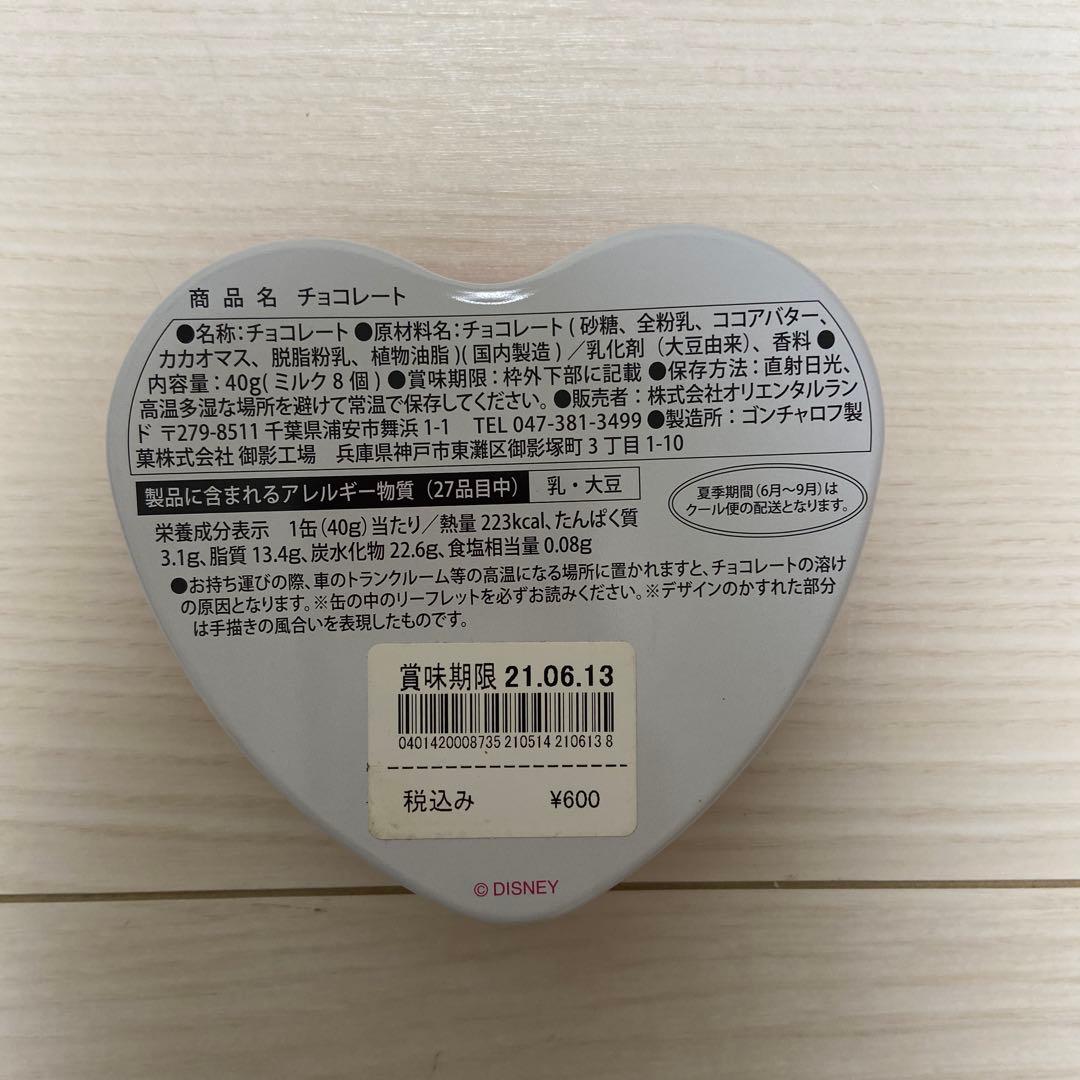 商品名 チョコレート
●名称：チョコレート ●原材料名：チョコレート(砂糖、全粉乳、ココアバター、
カカオマス、脱脂粉乳、植物油脂)(国内製造)／乳化剤（大豆由来）、香料 ●
内容量：40g(ミルク8個) ●賞味期限：枠外下部に記載 ●保存方法：直射日光、
高温多湿な場所を避けて常温で保存してください。●販売者：株式会社オリエンタルラン
ド 〒279-8511 千葉県浦安市舞浜 1-1 TEL 047-381-3499 ●製造所：ゴンチャロフ製
菓株式会社 御影工場 兵庫県神戸市東灘区御影塚町3丁目1-10
製品に含まれるアレルギー物質（27品目中） 乳・大豆
夏季期間（6月～9月）は
クール便の配送となります。
栄養成分表示 1缶(40g)当たり／熱量 223kcal、たんぱく質
3.1g、脂質 13.4g、炭水化物 22.6g、食塩相当量 0.08g
●お持ち運びの際、車のトランクルーム等の高温になる場所に置かれますと、チョコレートの溶け
の原因となります。※缶の中のリーフレットを必ずお読みください。※デザインのかすれた部分
は手描きの風合いを表現したものです。
賞味期限 21.06.13
0401420008735 210514 210613 8
税込み ¥600
© DISNEY